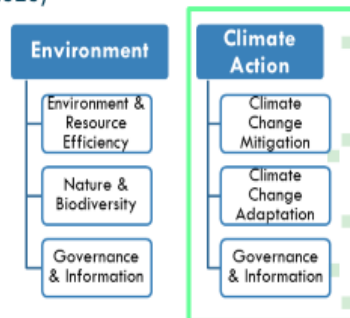 Environment
Environment &
Resource
Efficiency
Nature &
Biodiversity
Governance
& Information
Climate
Action
Climate
Change
Mitigation
Climate
Change
Adaptation
Governance
& Information